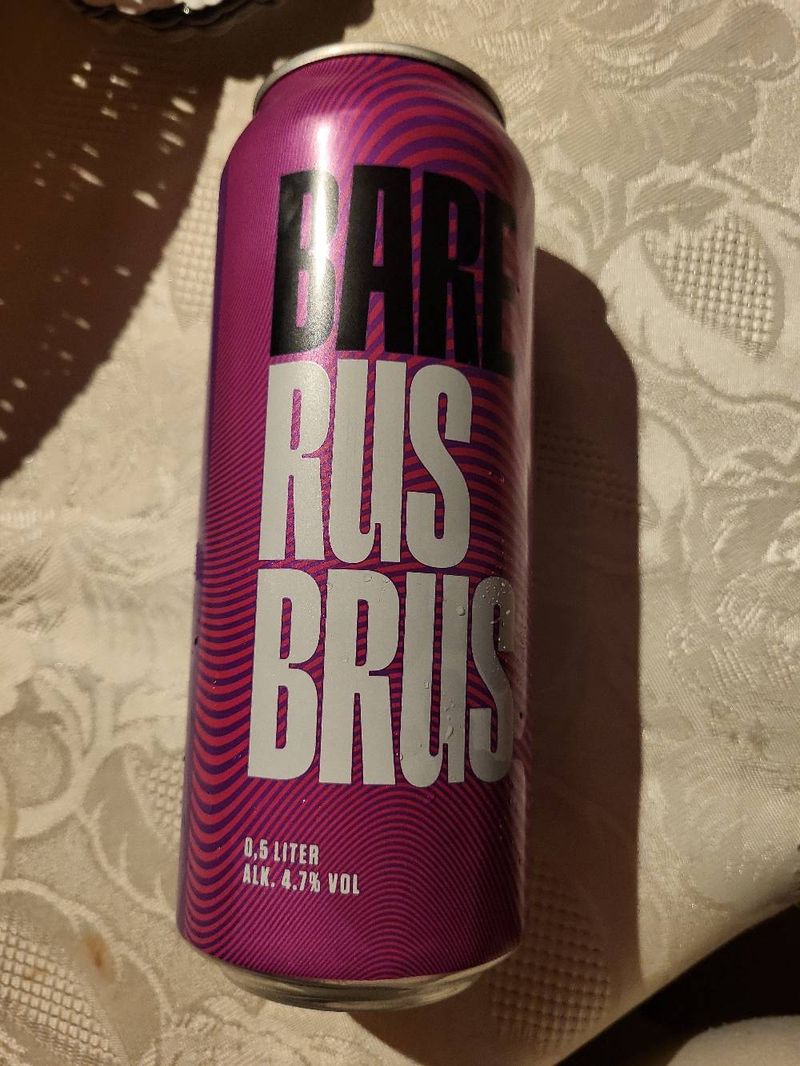 BARE
RUS
BRUS
0,5 LITER
ALK. 4.7% VOL